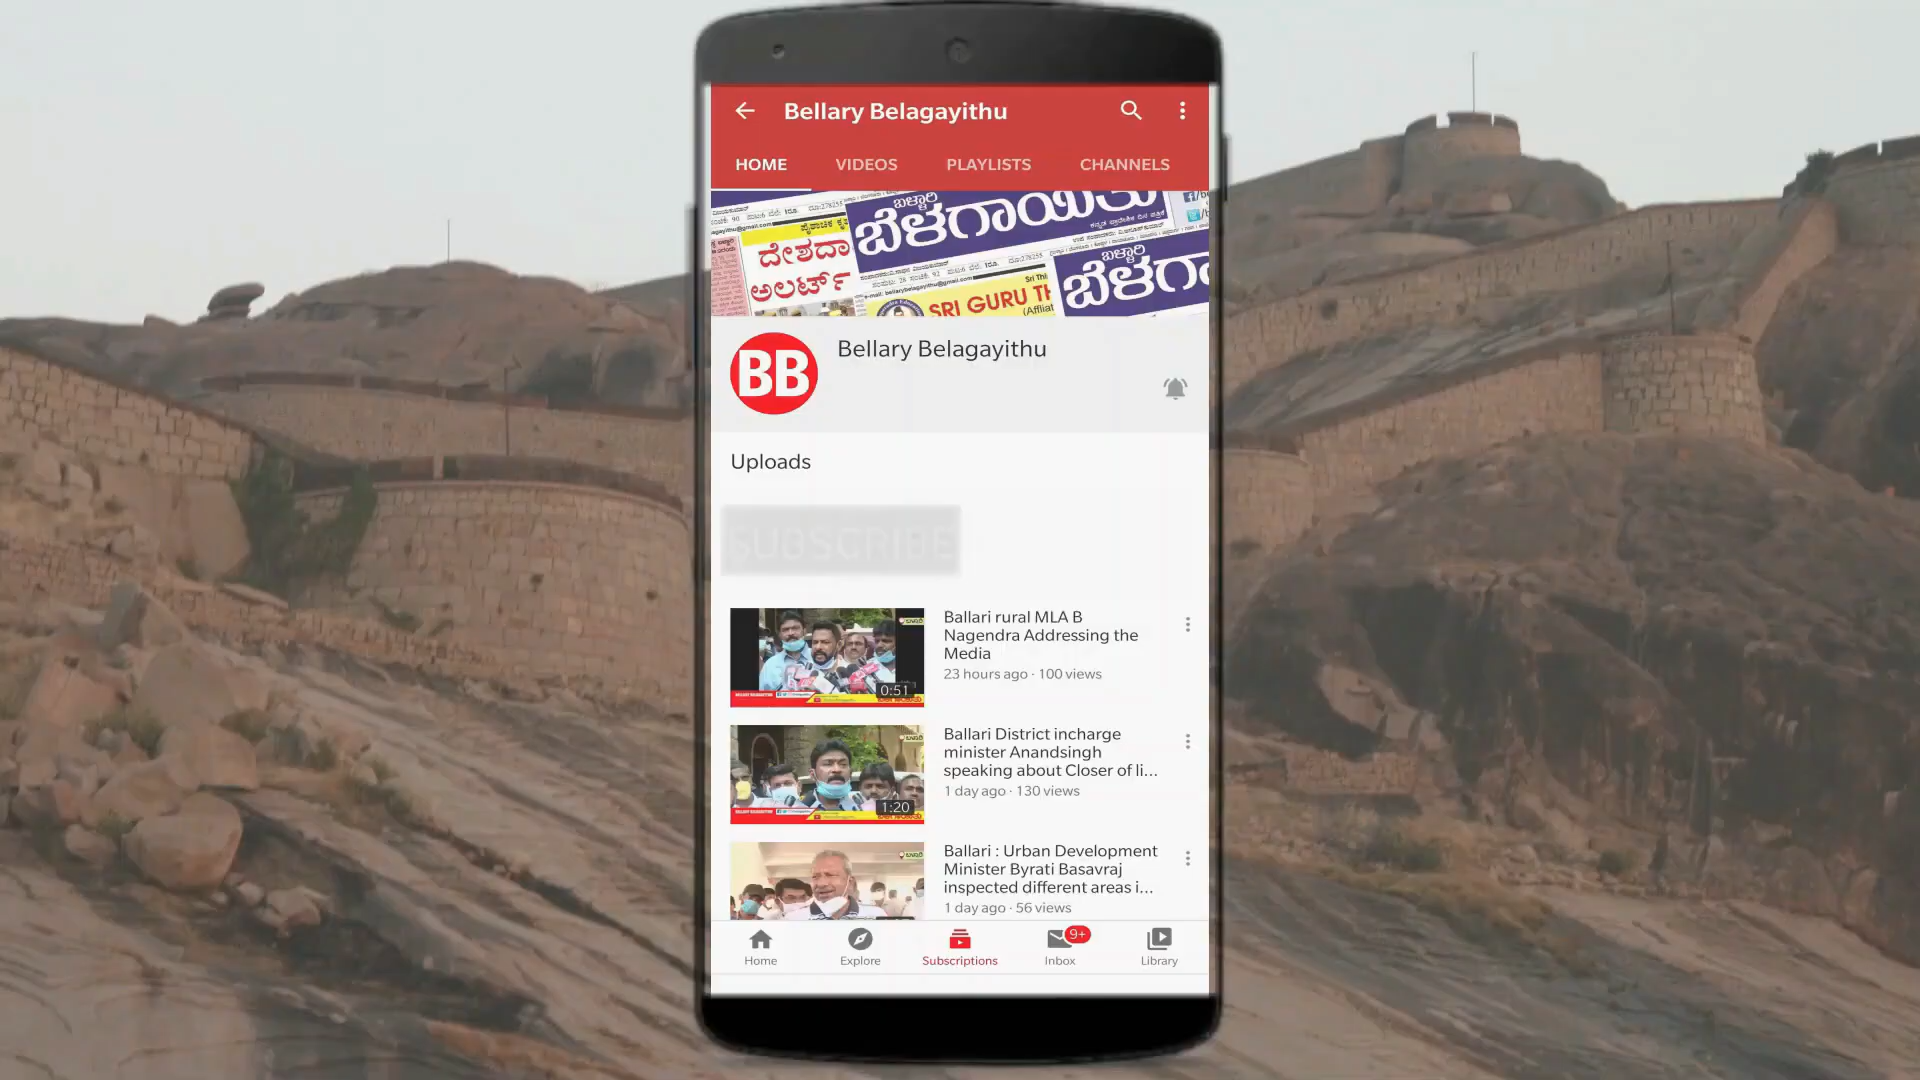 Bellary Belagayithu
HOME VIDEOS PLAYLISTS CHANNELS
ಬಳ್ಳಾರಿ
ಬೆಳಗಾಯಿತು
ದೇಶದಾ
ಅಲರ್ಟ್
SRI GURU TH
(Affliat
ಬಳ್ಳಾರಿ
ಬೆಳಗಾ
BB
Bellary Belagayithu
Uploads
SUBSCRIBE
Ballari rural MLA B
Nagendra Addressing the
Media
23 hours ago · 100 views
0:51
Ballari District incharge
minister Anandsingh
speaking about Closer of li...
1 day ago · 130 views
1:20
Ballari : Urban Development
Minister Byrati Basavraj
inspected different areas i...
1 day ago · 56 views
9+
Home Explore Subscriptions Inbox Library